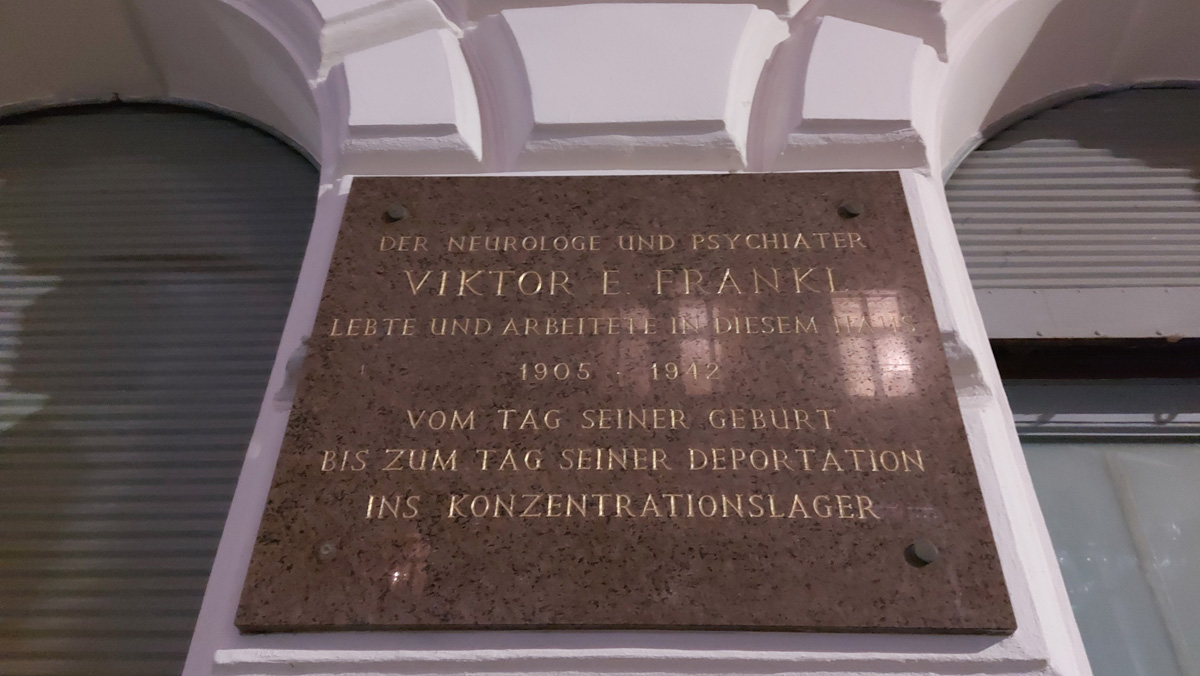 DER NEUROLOGE UND PSYCHIATER
VIKTOR E. FRANKL
LEBTE UND ARBEITETE IN DIESEM HAUS
1905 - 1942
VOM TAG SEINER GEBURT
BIS ZUM TAG SEINER DEPORTATION
INS KONZENTRATIONSLAGER